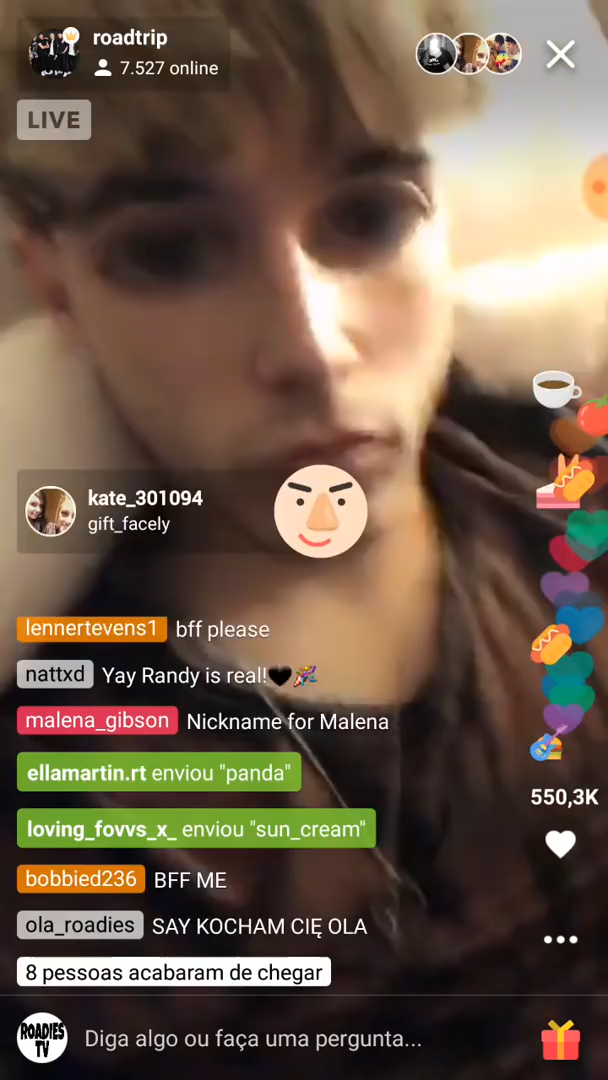 roadtrip
7.527 online
LIVE
kate_301094
gift_facely
lennertevens1 bff please
nattxd Yay Randy is real!🖤🎉
malena_gibson Nickname for Malena
ellamartin.rt enviou "panda"
loving_fovvs_x_ enviou "sun_cream"
bobbied236 BFF ME
ola_roadies SAY KOCHAM CIĘ OLA
550,3K
8 pessoas acabaram de chegar
ROADIES
TV
Diga algo ou faça uma pergunta...